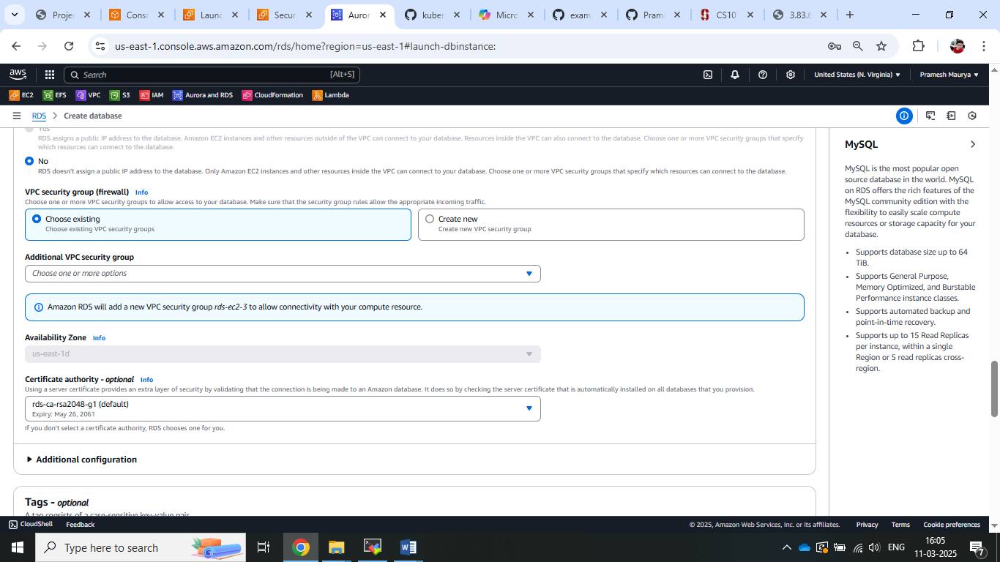 Projec
Conso
Launc
Securi
Auror
kuber
Micro
exam
Prame
CS107
3.83.6
us-east-1.console.aws.amazon.com/rds/home?region=us-east-1#launch-dbinstance:
aws
Search
[Alt+S]
United States (N. Virginia)
Pramesh Maurya
EC2
EFS
VPC
S3
IAM
Aurora and RDS
CloudFormation
Lambda
RDS
Create database
Yes
RDS assigns a public IP address to the database. Amazon EC2 instances and other resources outside of the VPC can connect to your database. Resources inside the VPC can also connect to the database. Choose one or more VPC security groups that specify
which resources can connect to the database.
No
RDS doesn't assign a public IP address to the database. Only Amazon EC2 instances and other resources inside the VPC can connect to your database. Choose one or more VPC security groups that specify which resources can connect to the database.
VPC security group (firewall) Info
Choose one or more VPC security groups to allow access to your database. Make sure that the security group rules allow the appropriate incoming traffic.
Choose existing
Choose existing VPC security groups
Create new
Create new VPC security group
Additional VPC security group
Choose one or more options
Amazon RDS will add a new VPC security group rds-ec2-3 to allow connectivity with your compute resource.
Availability Zone Info
us-east-1d
Certificate authority - optional Info
Using a server certificate provides an extra layer of security by validating that the connection is being made to an Amazon database. It does so by checking the server certificate that is automatically installed on all databases that you provision.
rds-ca-rsa2048-g1 (default)
Expiry: May 26, 2061
If you don't select a certificate authority, RDS chooses one for you.
Additional configuration
Tags - optional
A tag consists of a case-sensitive key-value pair.
MySQL
MySQL is the most popular open
source database in the world. MySQL
on RDS offers the rich features of the
MySQL community edition with the
flexibility to easily scale compute
resources or storage capacity for your
database.
• Supports database size up to 64
TiB.
• Supports General Purpose,
Memory Optimized, and Burstable
Performance instance classes.
• Supports automated backup and
point-in-time recovery.
• Supports up to 15 Read Replicas
per instance, within a single
Region or 5 read replicas cross-
region.
CloudShell
Feedback
© 2025, Amazon Web Services, Inc. or its affiliates.
Privacy
Terms
Cookie preferences
Type here to search
ENG
16:05
11-03-2025
7